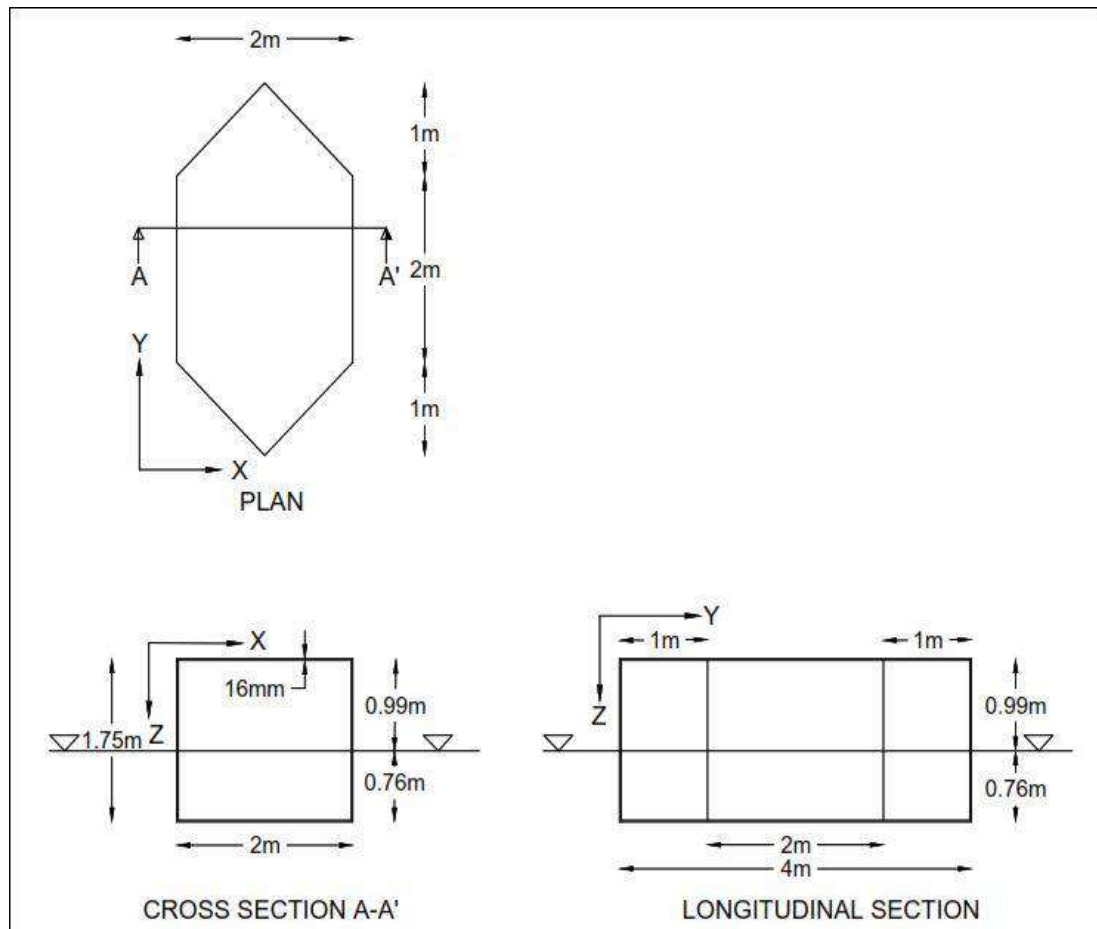 2m
1m
A
A'
2m
Y
1m
X
PLAN
X
16mm
0.99m
1.75m
Z
0.76m
2m
CROSS SECTION A-A'
Y
1m
1m
Z
0.99m
0.76m
2m
4m
LONGITUDINAL SECTION